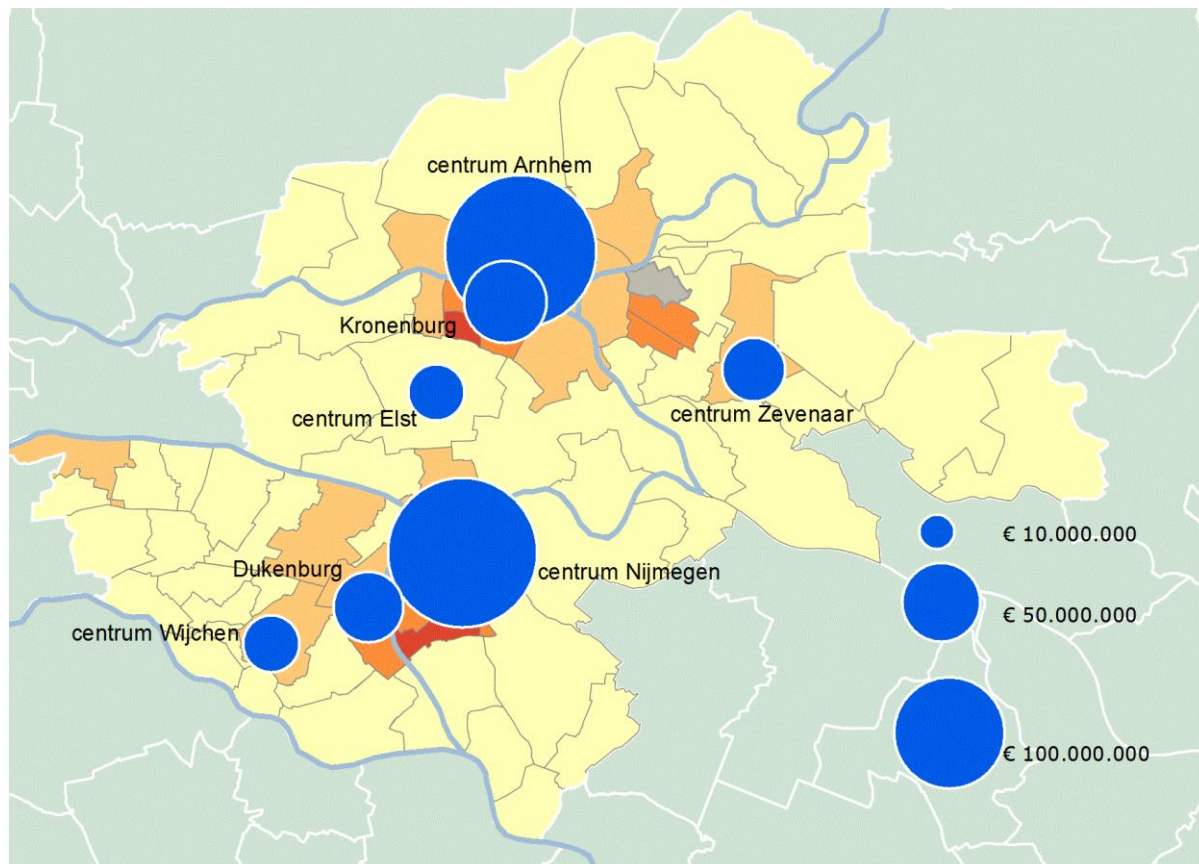 centrum Arnhem
Kronenburg
centrum Elst
centrum Zevenaar
Dukenburg
centrum Nijmegen
centrum Wijchen
€ 10.000.000
€ 50.000.000
€ 100.000.000